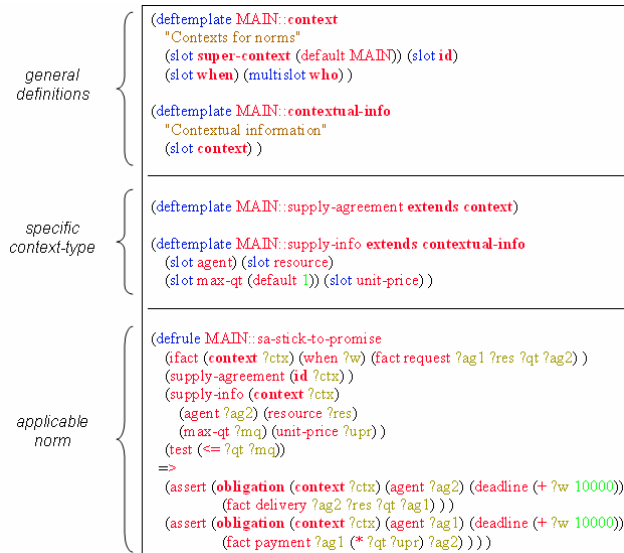 general
definitions
(deftemplate MAIN::context
"Contexts for norms"
(slot super-context (default MAIN)) (slot id)
(slot when) (multislot who) )
(deftemplate MAIN::contextual-info
"Contextual information"
(slot context) )
specific
context-type
(deftemplate MAIN::supply-agreement extends context)
(deftemplate MAIN::supply-info extends contextual-info
(slot agent) (slot resource)
(slot max-qt (default 1)) (slot unit-price) )
applicable
norm
(defrule MAIN::sa-stick-to-promise
(ifact (context ?ctx) (when ?w) (fact request ?ag1 ?res ?qt ?ag2) )
(supply-agreement (id ?ctx) )
(supply-info (context ?ctx)
(agent ?ag2) (resource ?res)
(max-qt ?mq) (unit-price ?upr) )
(test (<= ?qt ?mq))
=>
(assert (obligation (context ?ctx) (agent ?ag2) (deadline (+ ?w 10000))
(fact delivery ?ag2 ?res ?qt ?ag1) ) )
(assert (obligation (context ?ctx) (agent ?ag1) (deadline (+ ?w 10000))
(fact payment ?ag1 (* ?qt ?upr) ?ag2) ) ) )